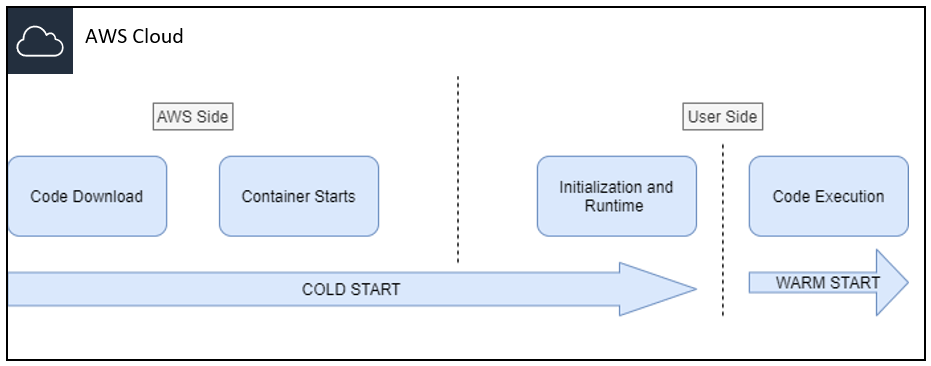 AWS Cloud
AWS Side
User Side
Code Download
Container Starts
Initialization and
Runtime
Code Execution
COLD START
WARM START